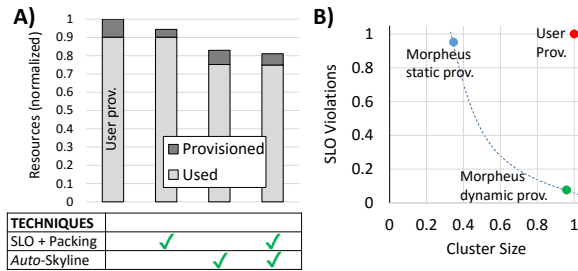 A)
Resources (normalized)
1
0.9
0.8
0.7
0.6
0.5
0.4
0.3
0.2
0.1
0
User prov.
Provisioned
Used
TECHNIQUES
SLO + Packing
Auto-Skyline
B)
SLO Violations
1
0.8
0.6
0.4
0.2
0
Morpheus
static prov.
User
Prov.
Morpheus
dynamic prov.
0.2
0.4
0.6
0.8
1
Cluster Size